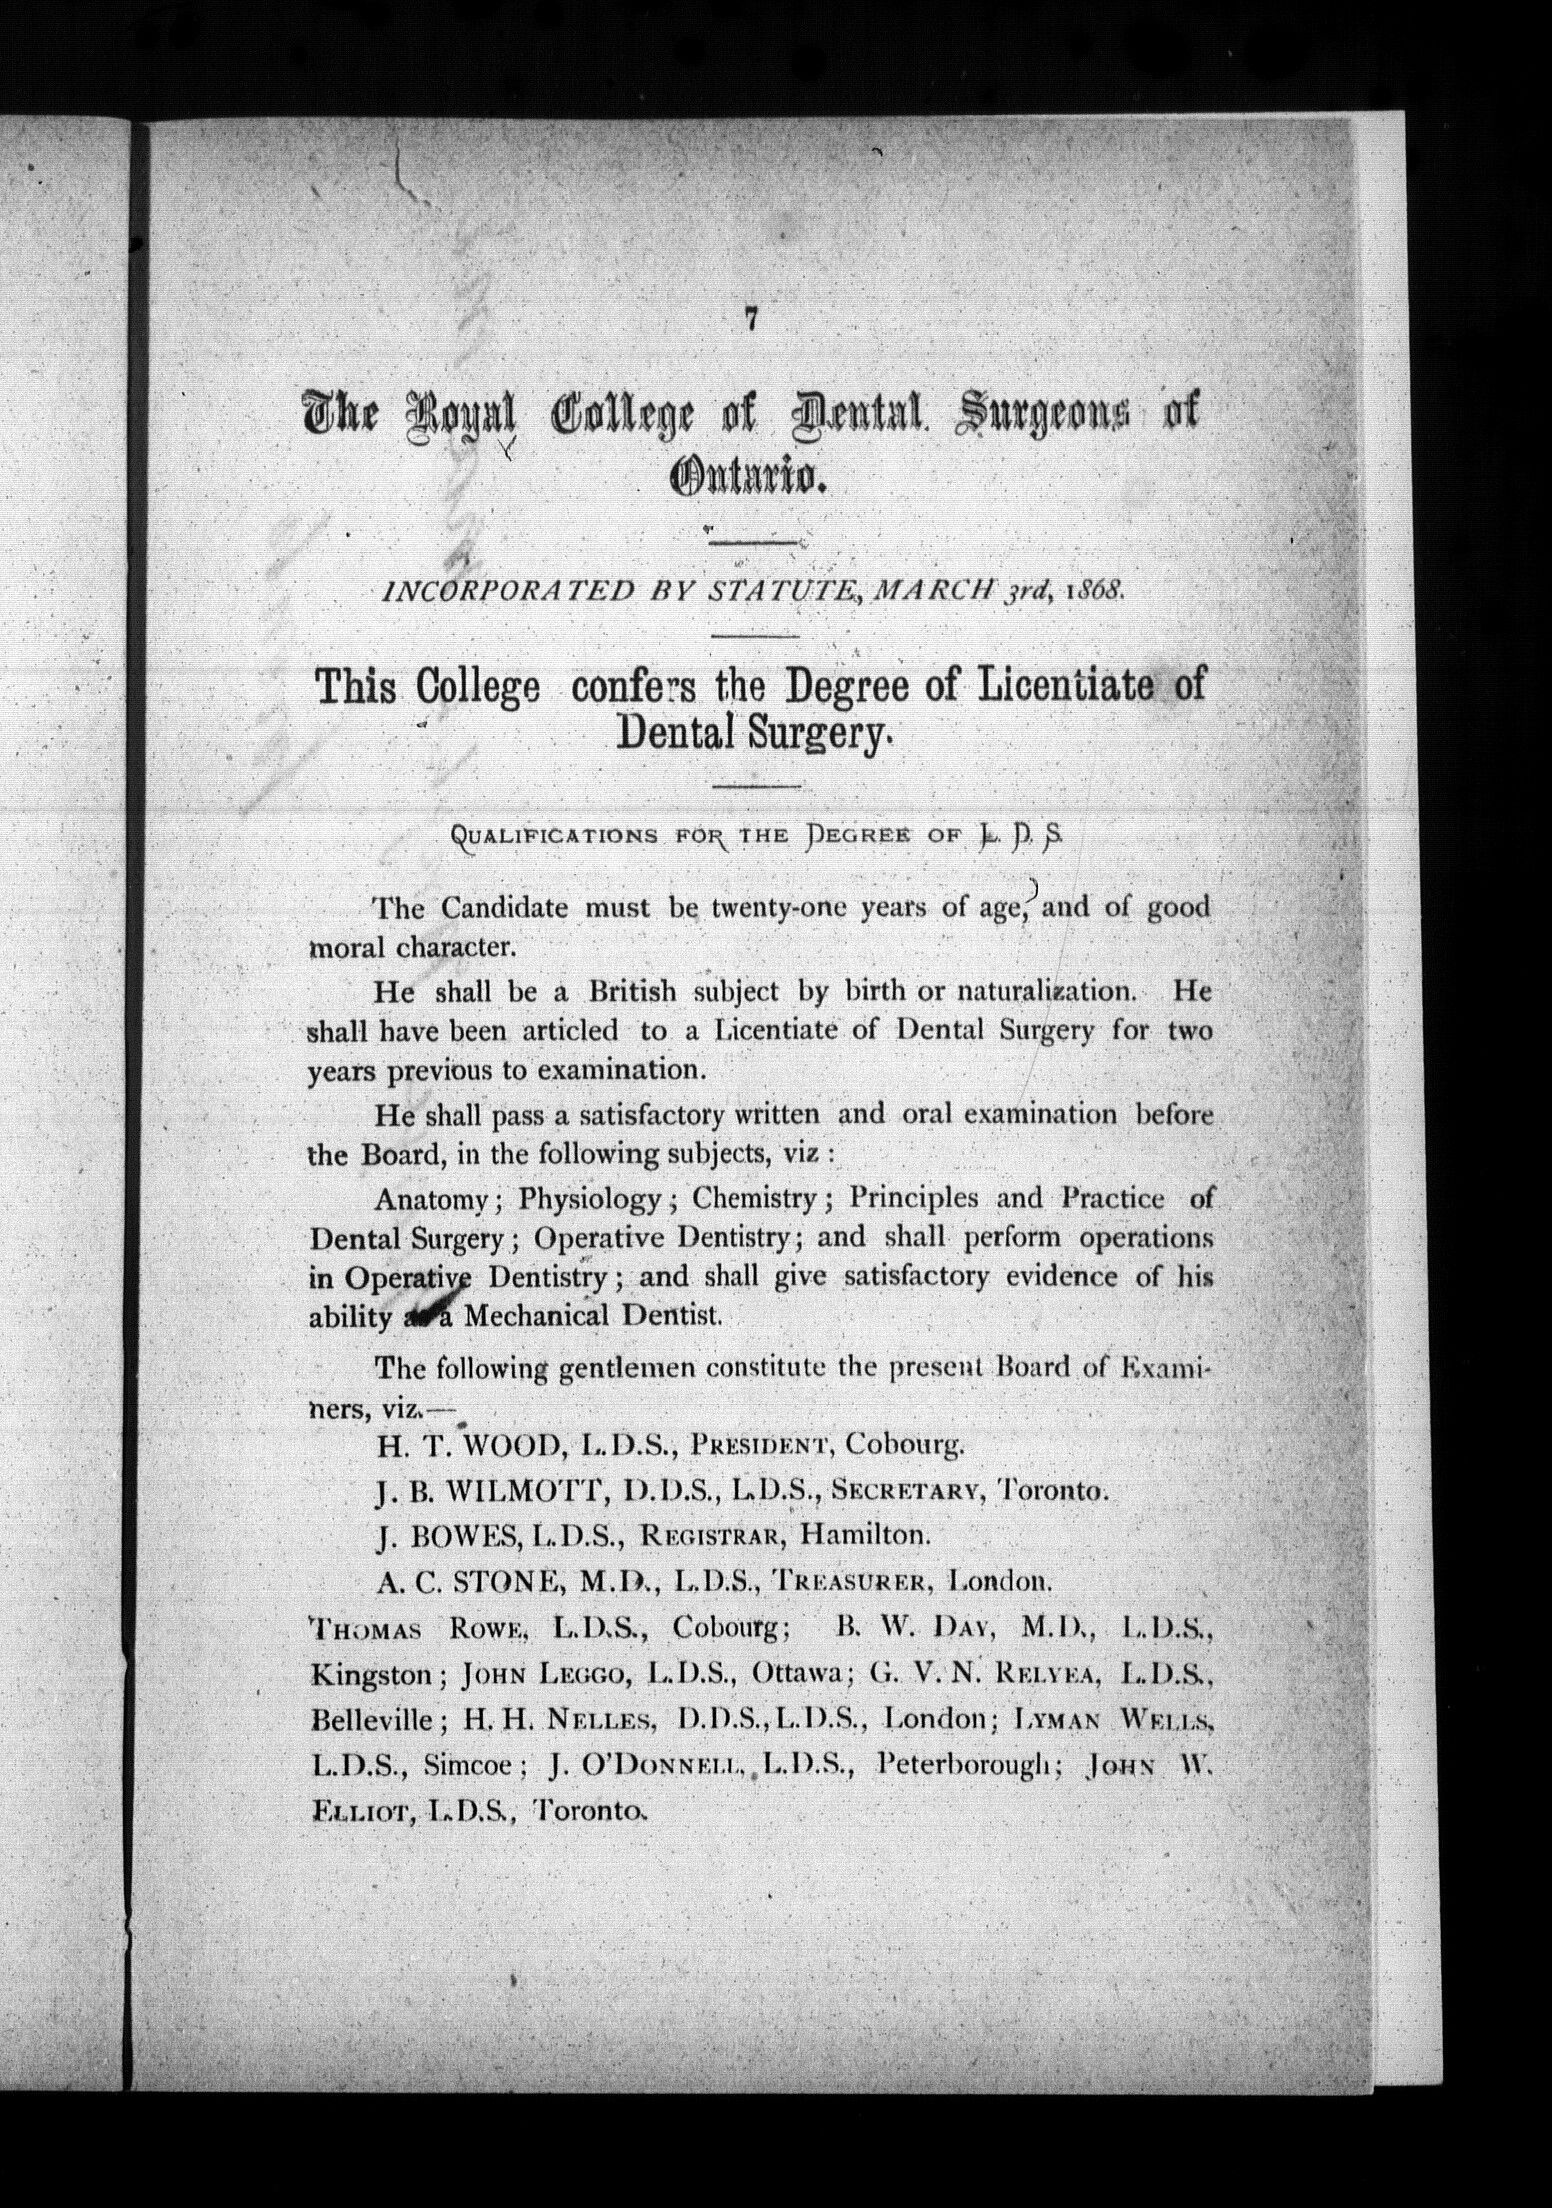 7
The Royal College of Dental Surgeons of
Ontario.
INCORPORATED BY STATUTE, MARCH 3rd, 1868.
This College confers the Degree of Licentiate of
Dental Surgery.
QUALIFICATIONS FOR THE DEGREE OF L. D. S.
The Candidate must be twenty-one years of age, and of good
moral character.
He shall be a British subject by birth or naturalization. He
shall have been articled to a Licentiate of Dental Surgery for two
years previous to examination.
He shall pass a satisfactory written and oral examination before
the Board, in the following subjects, viz :
Anatomy ; Physiology ; Chemistry ; Principles and Practice of
Dental Surgery ; Operative Dentistry ; and shall perform operations
in Operative Dentistry ; and shall give satisfactory evidence of his
ability as a Mechanical Dentist.
The following gentlemen constitute the present Board of Exami-
ners, viz.—
H. T. WOOD, L.D.S., PRESIDENT, Cobourg.
J. B. WILMOTT, D.D.S., L.D.S., SECRETARY, Toronto.
J. BOWES, L.D.S., REGISTRAR, Hamilton.
A. C. STONE, M.D., L.D.S., TREASURER, London.
THOMAS ROWE, L.D.S., Cobourg; B. W. DAY, M.D., L.D.S.,
Kingston ; JOHN LEGGO, L.D.S., Ottawa; G. V. N. RELYEA, L.D.S.,
Belleville ; H. H. NELLES, D.D.S., L.D.S., London; LYMAN WELLS,
L.D.S., Simcoe ; J. O'DONNELL, L.D.S., Peterborough; JOHN W.
ELLIOT, L.D.S., Toronto.